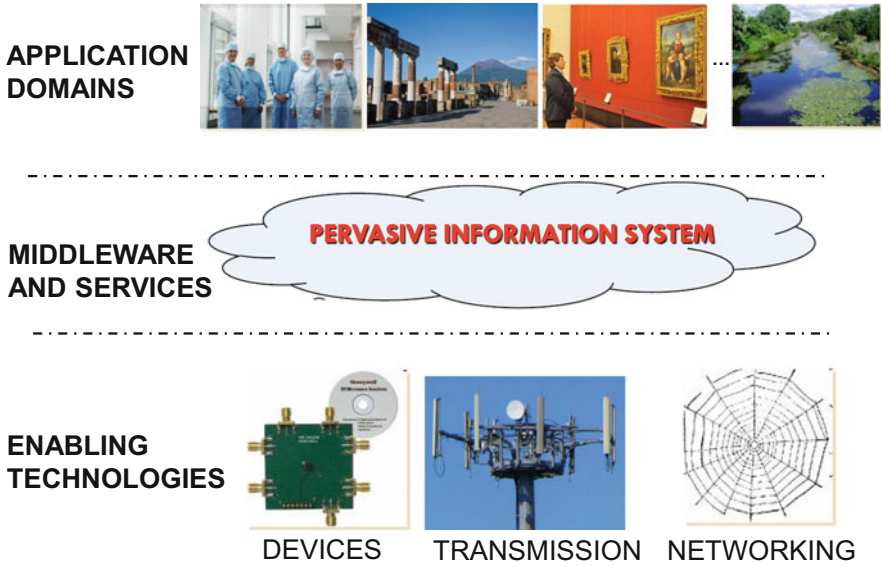 APPLICATION
DOMAINS
...
PERVASIVE INFORMATION SYSTEM
MIDDLEWARE
AND SERVICES
Honeywell
ENABLING
TECHNOLOGIES
DEVICES
TRANSMISSION
NETWORKING